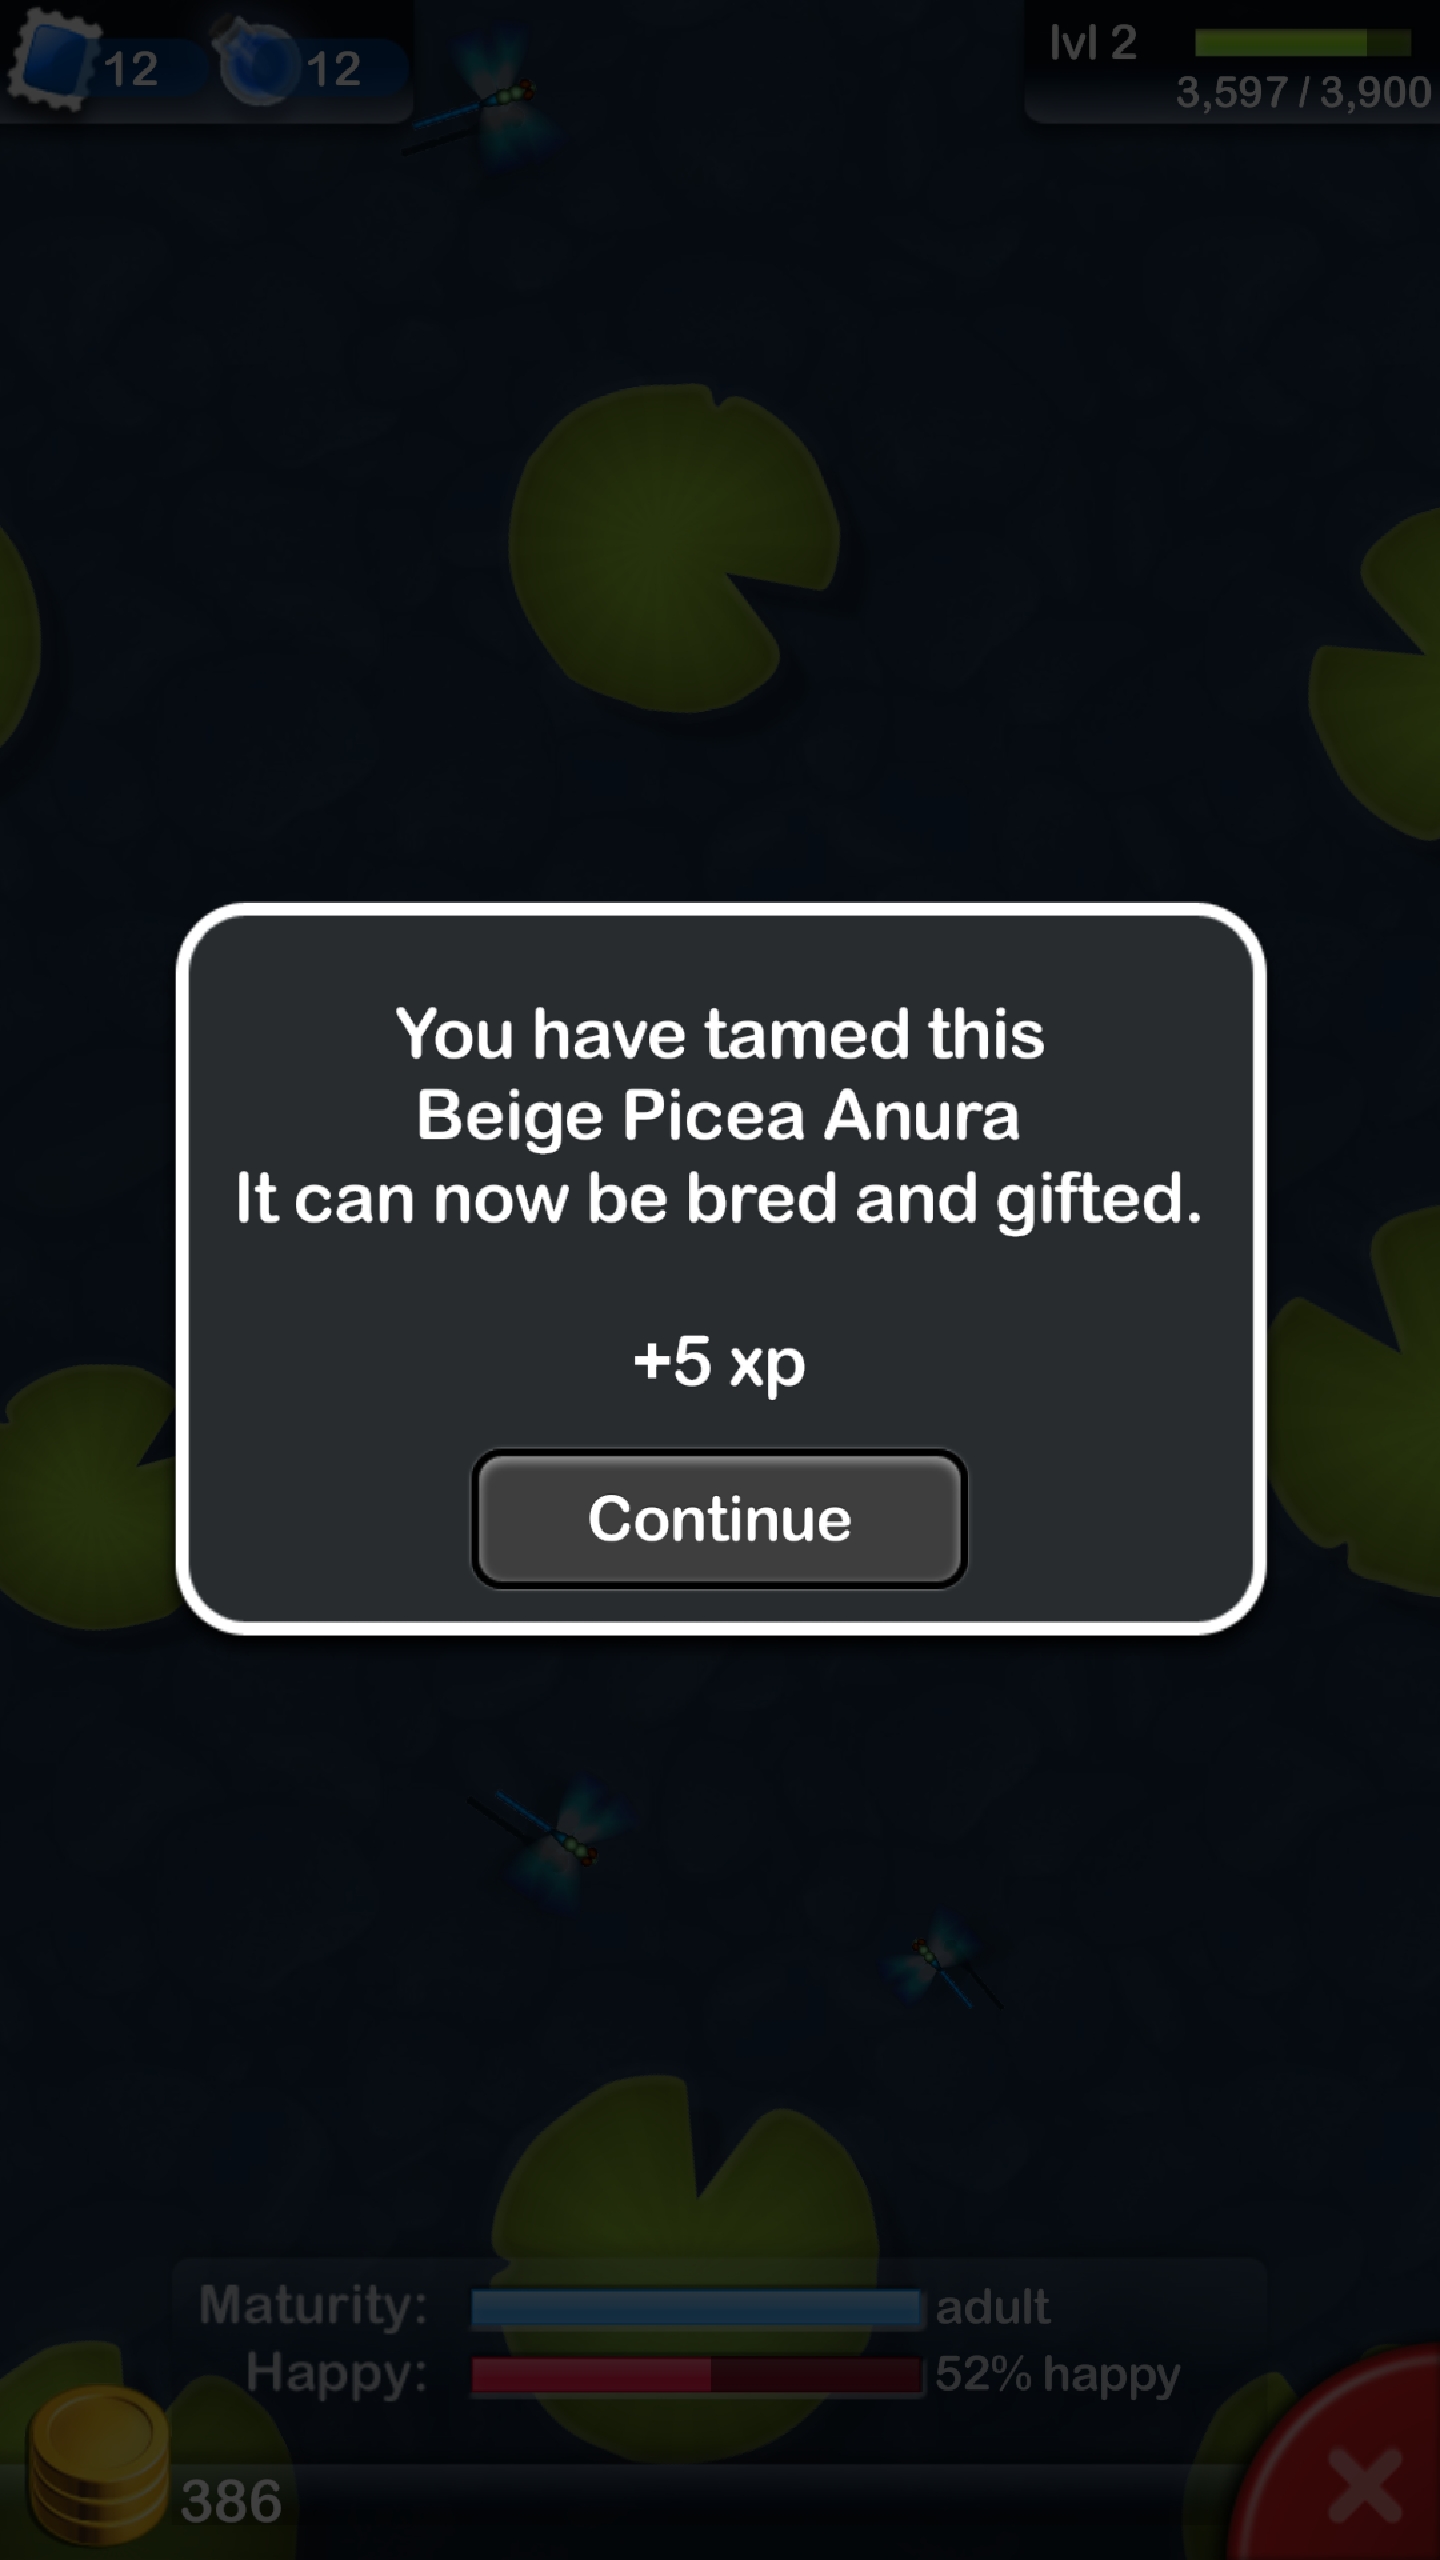 12
12
lvl 2
3,597 / 3,900
You have tamed this
Beige Picea Anura
It can now be bred and gifted.
+5 xp
Continue
Maturity:
adult
Happy:
52% happy
386